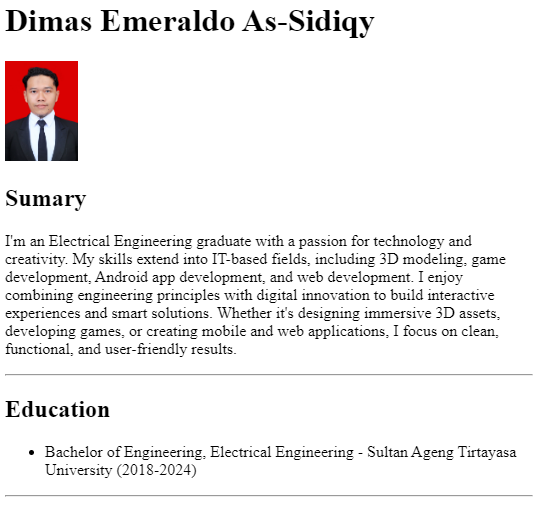 Dimas Emeraldo As-Sidiqy
Sumary
I'm an Electrical Engineering graduate with a passion for technology and
creativity. My skills extend into IT-based fields, including 3D modeling, game
development, Android app development, and web development. I enjoy
combining engineering principles with digital innovation to build interactive
experiences and smart solutions. Whether it's designing immersive 3D assets,
developing games, or creating mobile and web applications, I focus on clean,
functional, and user-friendly results.
Education
• Bachelor of Engineering, Electrical Engineering - Sultan Ageng Tirtayasa
University (2018-2024)